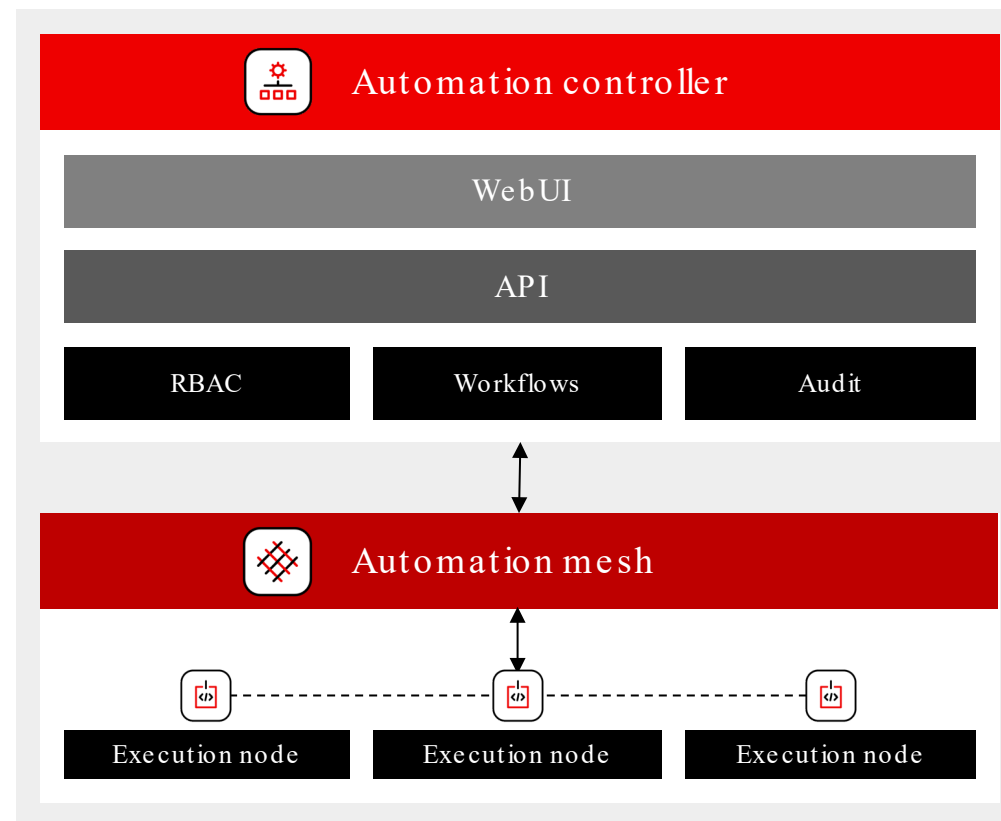 Automation controller
WebUI
API
RBAC
Workflows
Audit
Automation mesh
Execution node
Execution node
Execution node